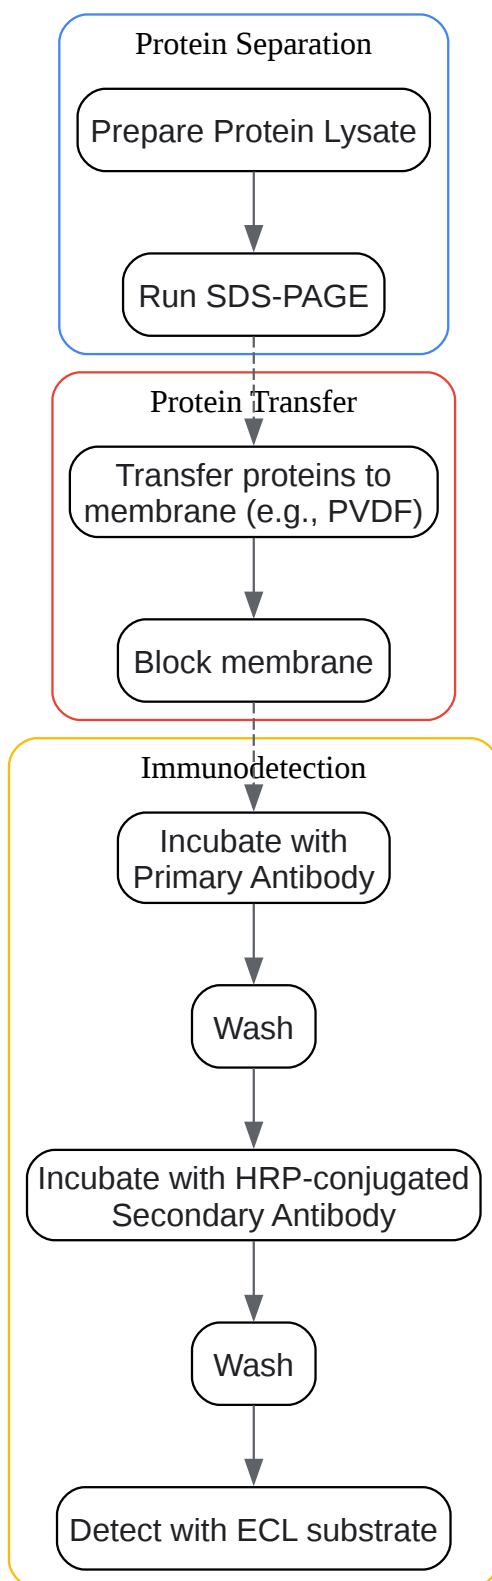 Protein Separation
Prepare Protein Lysate
Run SDS-PAGE
Protein Transfer
Transfer proteins to
membrane (e.g., PVDF)
Block membrane
Immunodetection
Incubate with
Primary Antibody
Wash
Incubate with HRP-conjugated
Secondary Antibody
Wash
Detect with ECL substrate